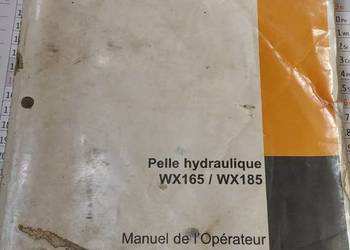 Pelle hydraulique
WX165 / WX185
Manuel de l'Opérateur